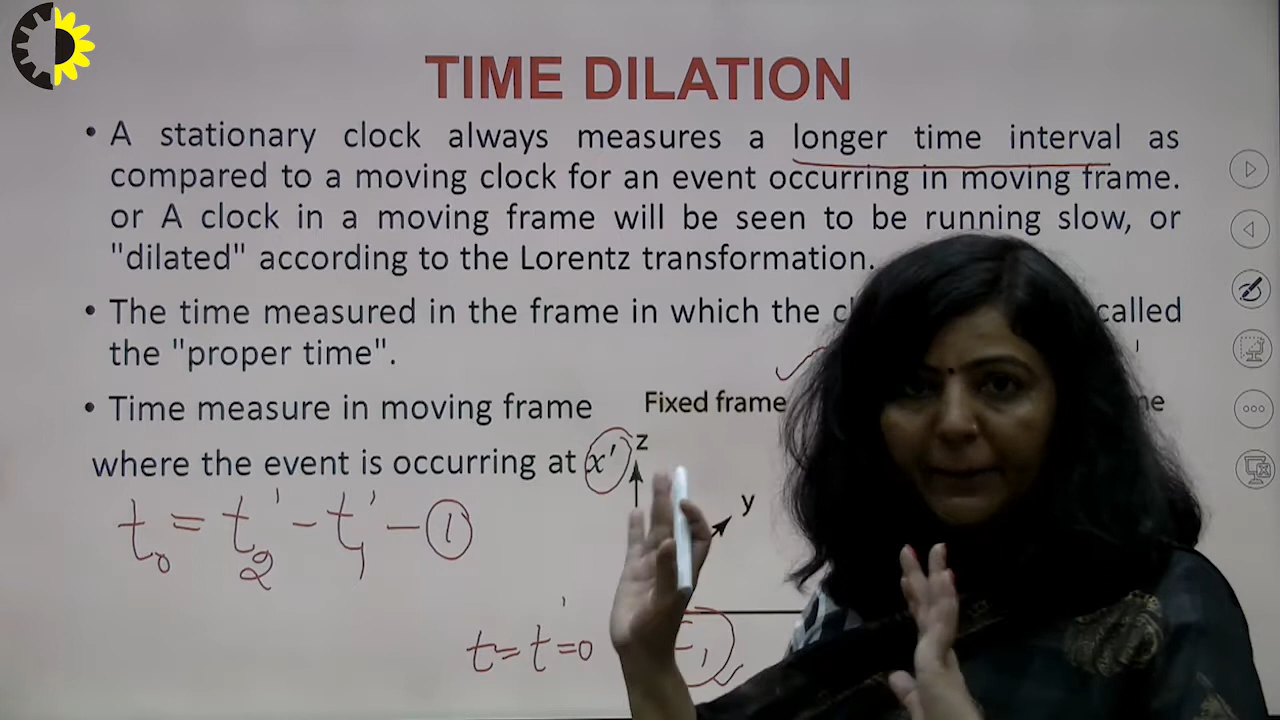 TIME DILATION
• A stationary clock always measures a longer time interval as
compared to a moving clock for an event occurring in moving frame.
or A clock in a moving frame will be seen to be running slow, or
"dilated" according to the Lorentz transformation.
• The time measured in the frame in which the called
the "proper time".
• Time measure in moving frame
where the event is occurring at x'
Fixed frame
z
y
t₀ = t₂' - t₁' - ①
t = t' = 0